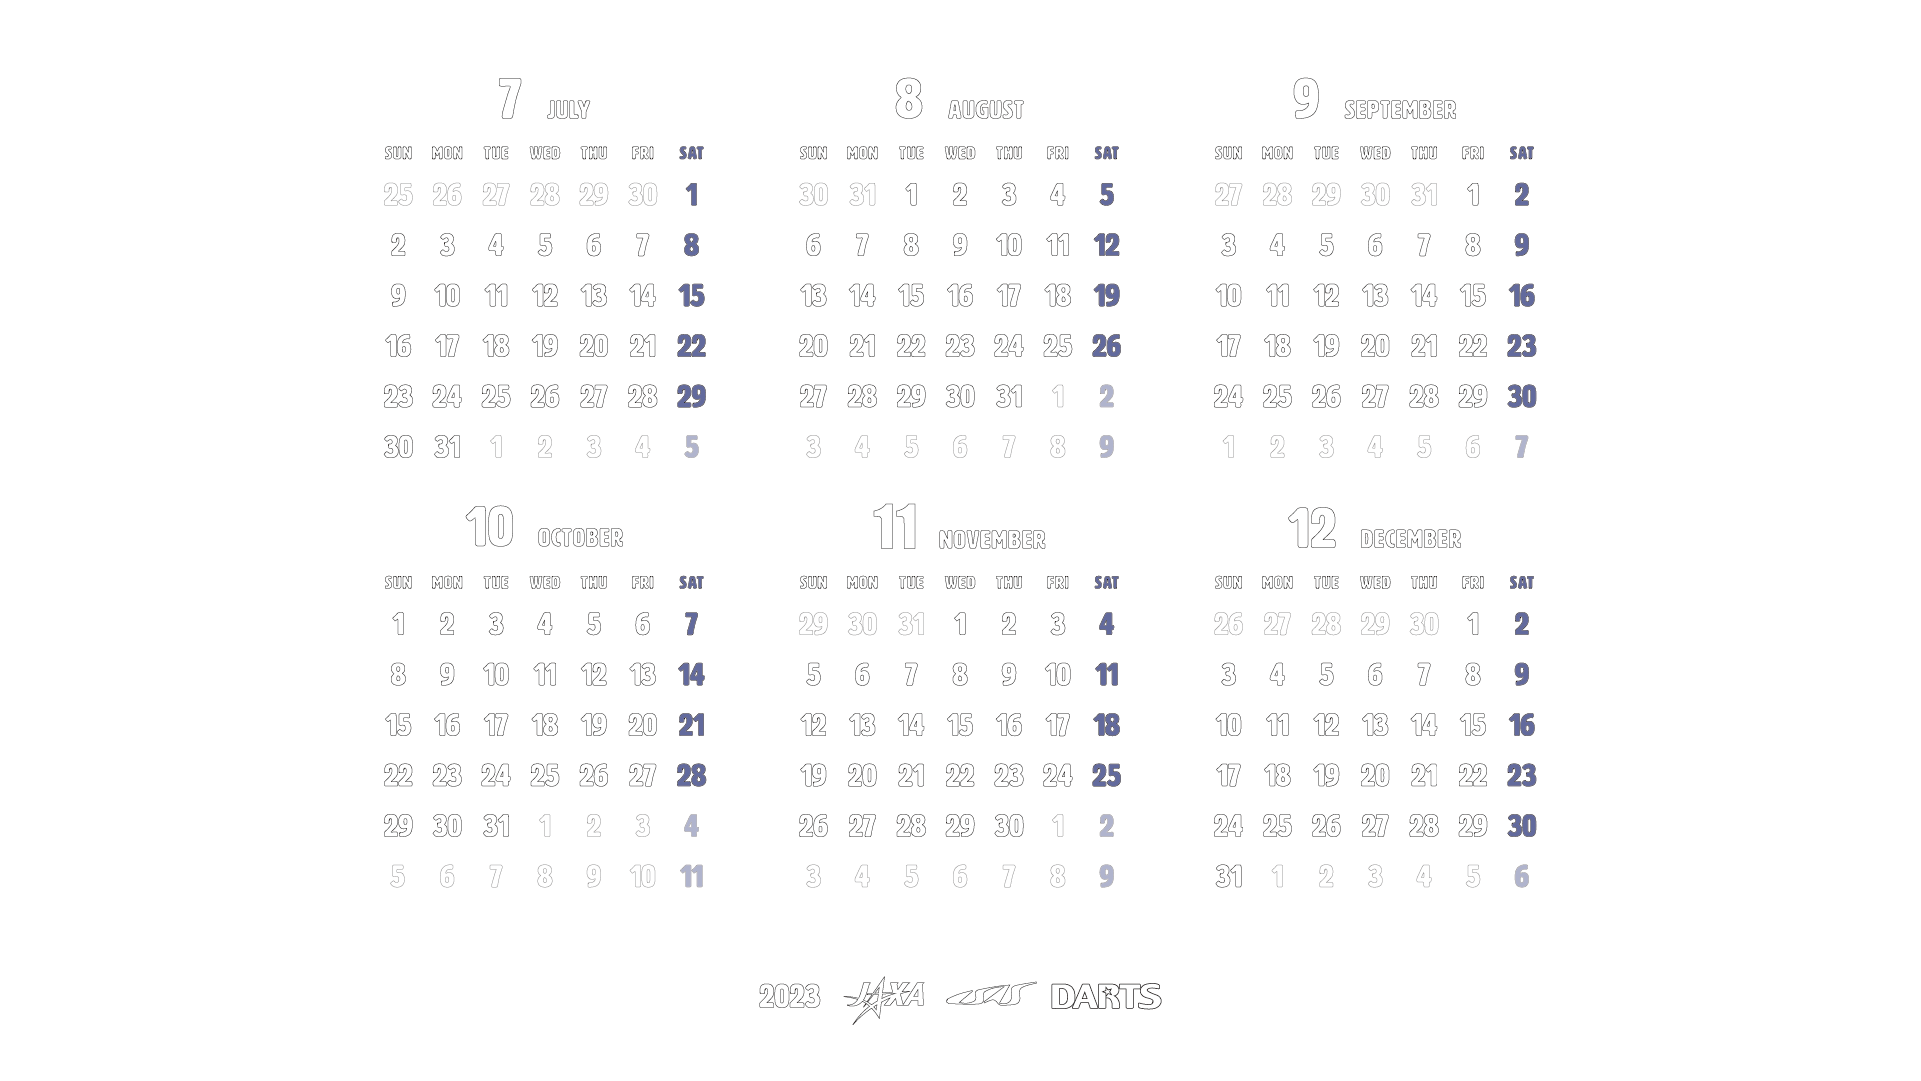 7 JULY
SUN MON TUE WED THU FRI SAT
25 26 27 28 29 30 1
2 3 4 5 6 7 8
9 10 11 12 13 14 15
16 17 18 19 20 21 22
23 24 25 26 27 28 29
30 31 1 2 3 4 5
8 AUGUST
SUN MON TUE WED THU FRI SAT
30 31 1 2 3 4 5
6 7 8 9 10 11 12
13 14 15 16 17 18 19
20 21 22 23 24 25 26
27 28 29 30 31 1 2
3 4 5 6 7 8 9
9 SEPTEMBER
SUN MON TUE WED THU FRI SAT
27 28 29 30 31 1 2
3 4 5 6 7 8 9
10 11 12 13 14 15 16
17 18 19 20 21 22 23
24 25 26 27 28 29 30
1 2 3 4 5 6 7
10 OCTOBER
SUN MON TUE WED THU FRI SAT
1 2 3 4 5 6 7
8 9 10 11 12 13 14
15 16 17 18 19 20 21
22 23 24 25 26 27 28
29 30 31 1 2 3 4
5 6 7 8 9 10 11
11 NOVEMBER
SUN MON TUE WED THU FRI SAT
29 30 31 1 2 3 4
5 6 7 8 9 10 11
12 13 14 15 16 17 18
19 20 21 22 23 24 25
26 27 28 29 30 1 2
3 4 5 6 7 8 9
12 DECEMBER
SUN MON TUE WED THU FRI SAT
26 27 28 29 30 1 2
3 4 5 6 7 8 9
10 11 12 13 14 15 16
17 18 19 20 21 22 23
24 25 26 27 28 29 30
31 1 2 3 4 5 6
2023 JAXA ISAS DARTS